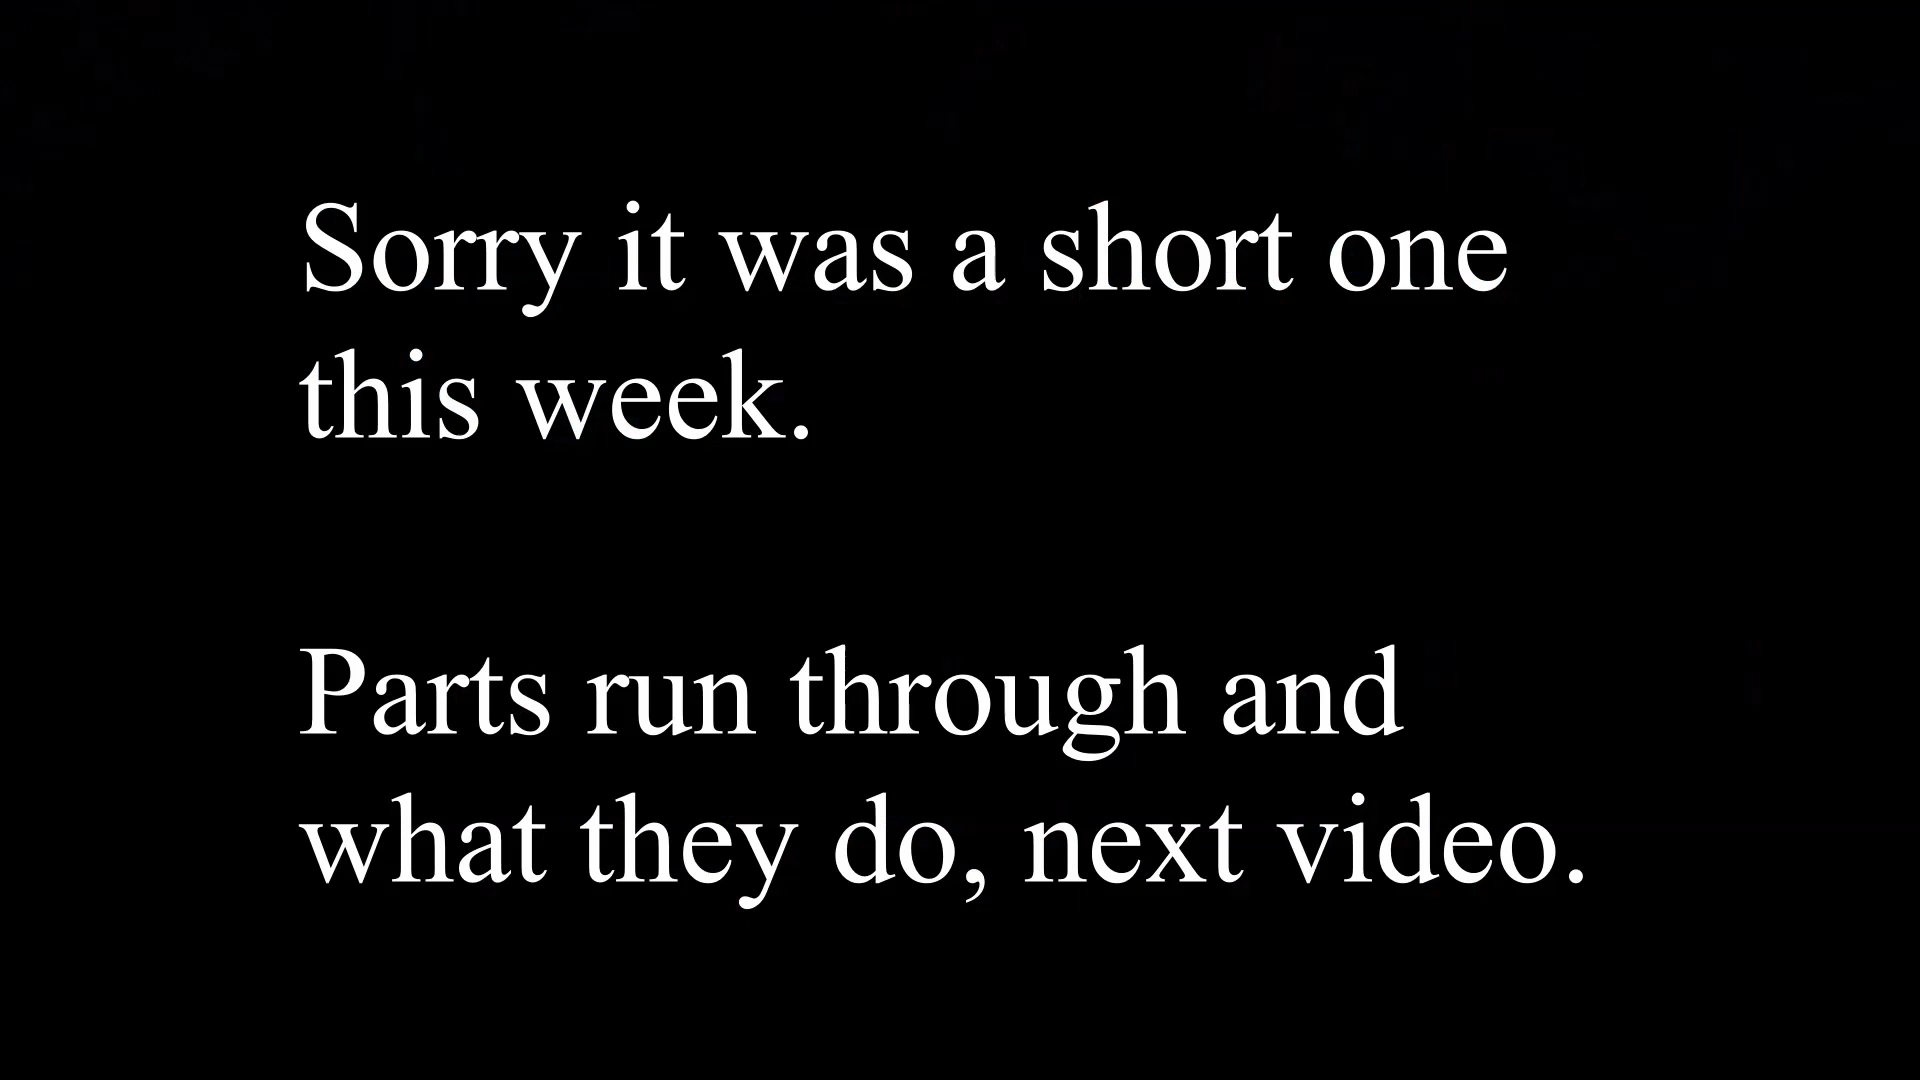 Sorry it was a short one
this week.
Parts run through and
what they do, next video.